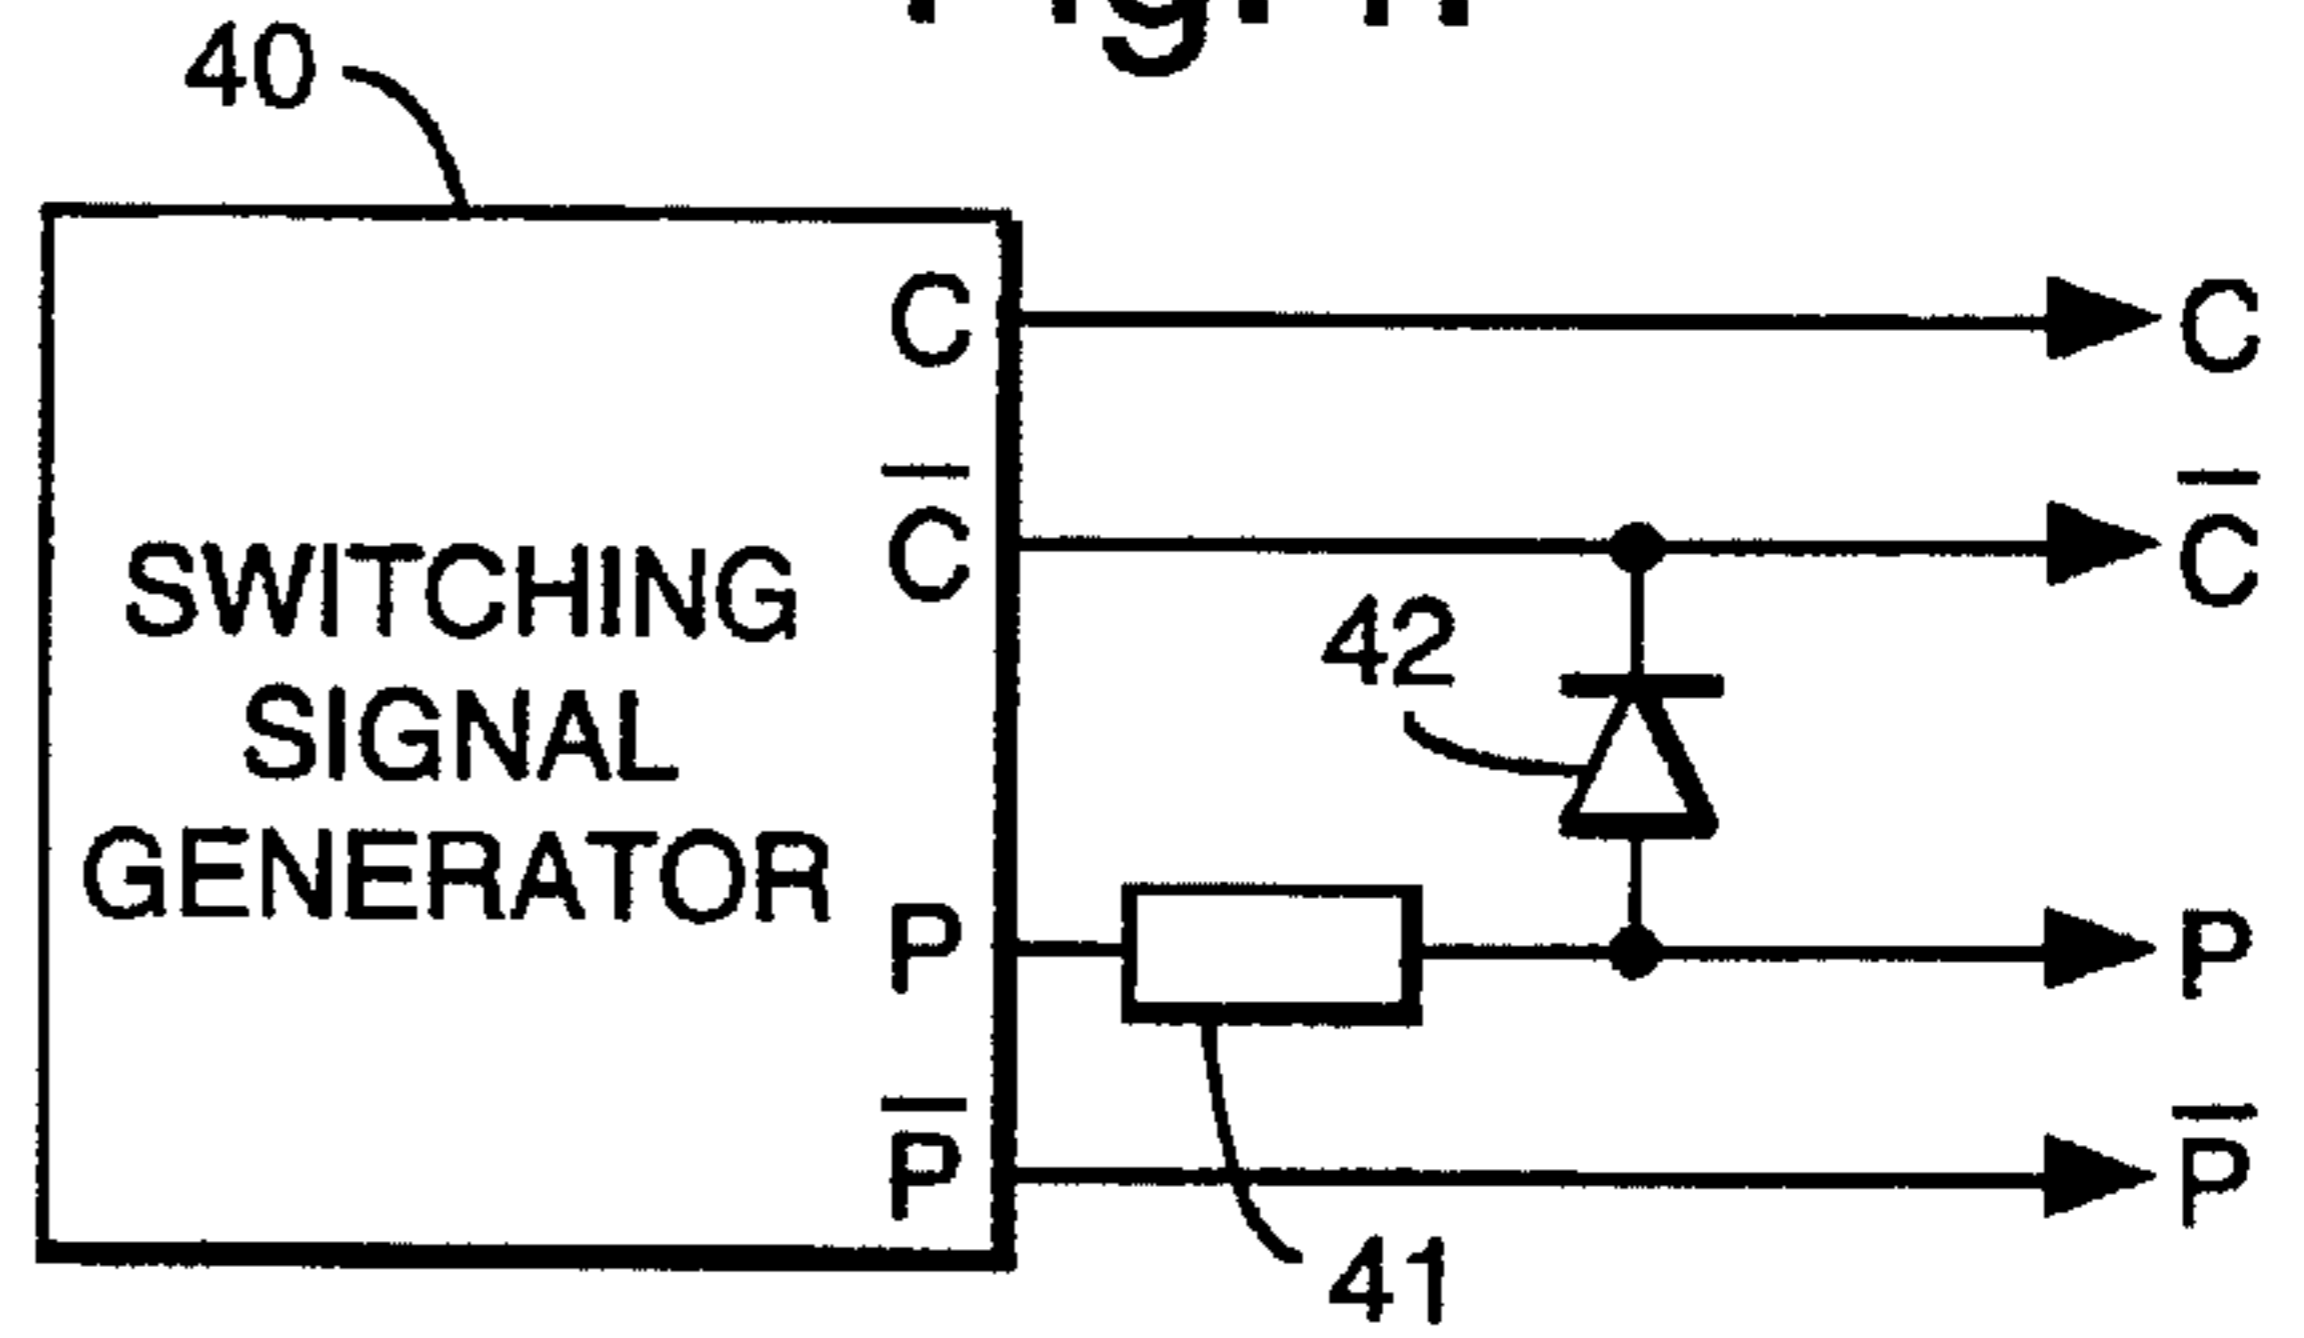 40
C C
C̅ C̅
SWITCHING
42
SIGNAL
GENERATOR
P P
P̅ P̅
41